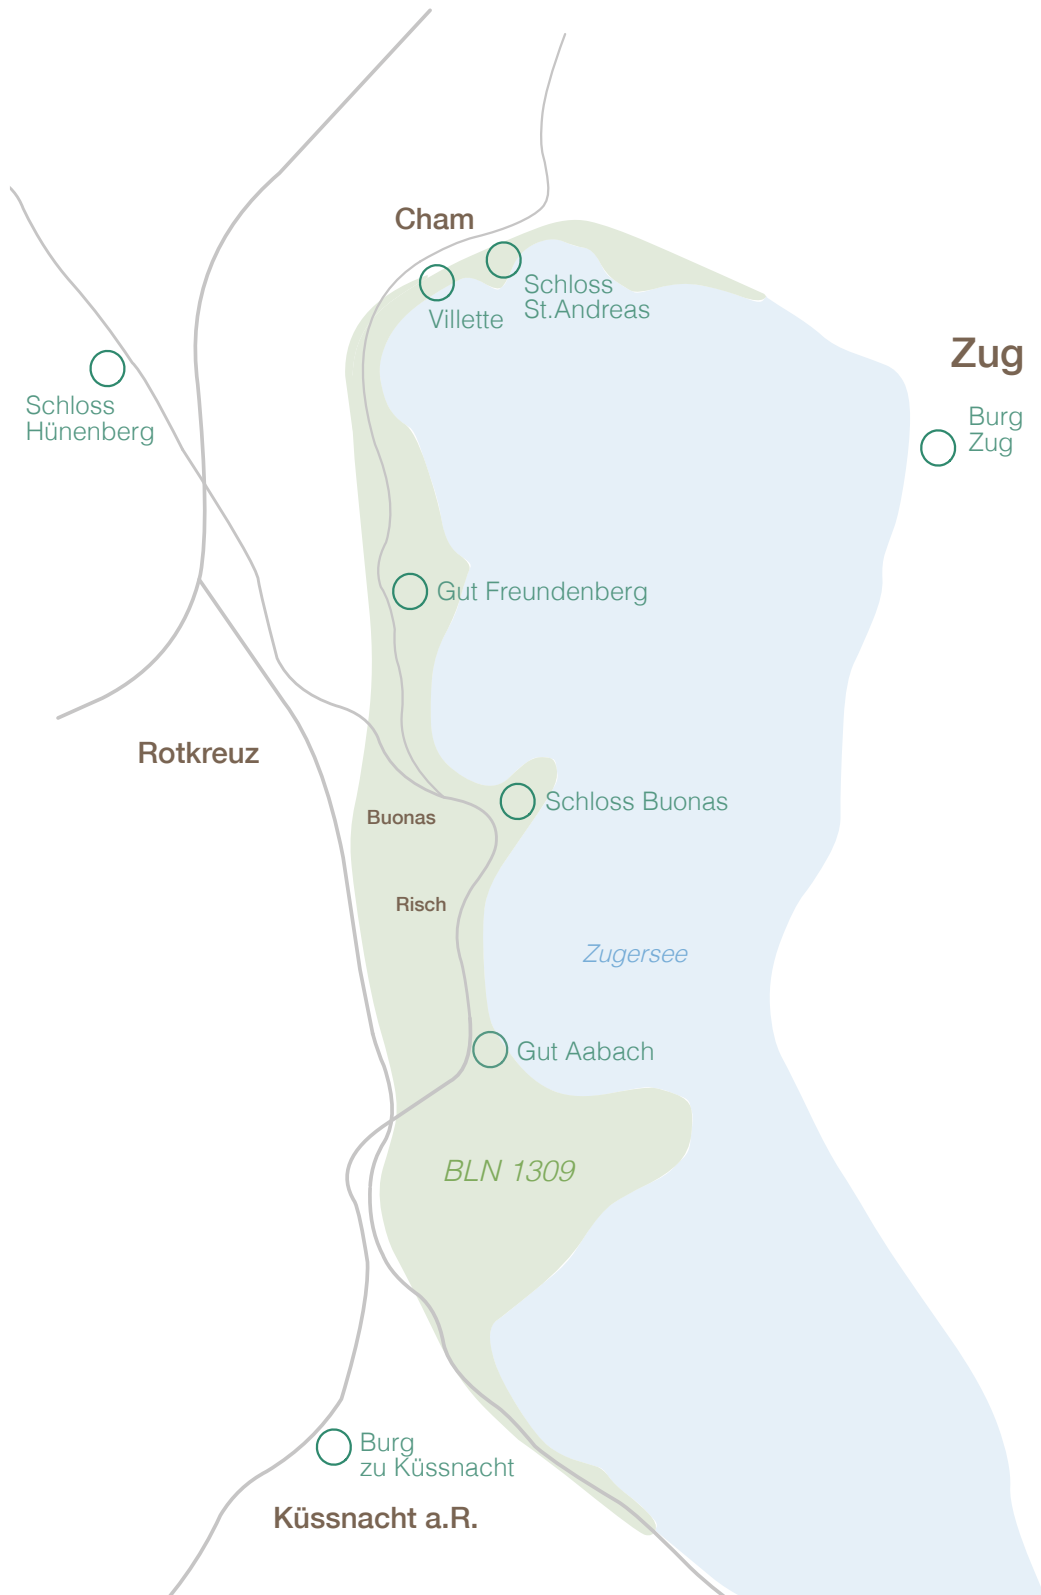 Cham
Schloss
St.Andreas
Villette
Zug
Schloss
Hünenberg
Burg
Zug
Gut Freundenberg
Rotkreuz
Schloss Buonas
Buonas
Risch
Zugersee
Gut Aabach
BLN 1309
Burg
zu Küssnacht
Küssnacht a.R.